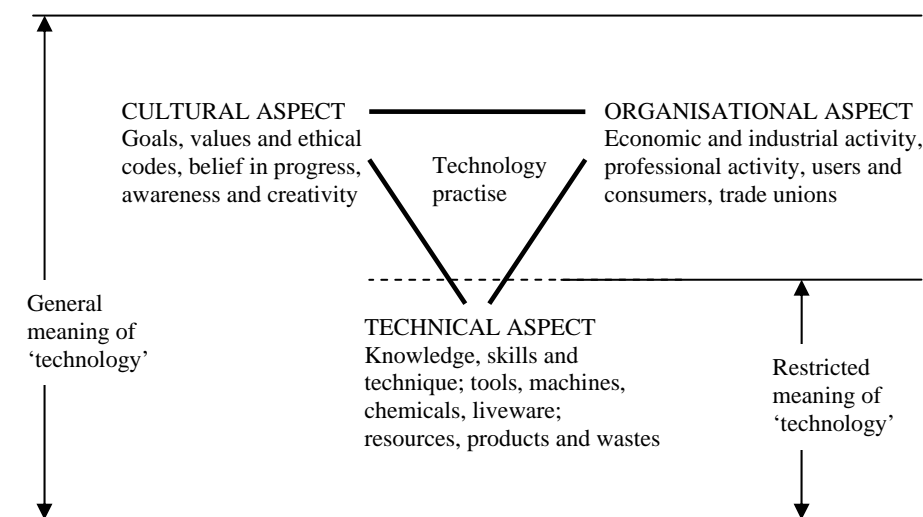 CULTURAL ASPECT
Goals, values and ethical
codes, belief in progress,
awareness and creativity
Technology
practise
ORGANISATIONAL ASPECT
Economic and industrial activity,
professional activity, users and
consumers, trade unions
General
meaning of
‘technology’
TECHNICAL ASPECT
Knowledge, skills and
technique; tools, machines,
chemicals, liveware;
resources, products and wastes
Restricted
meaning of
‘technology’